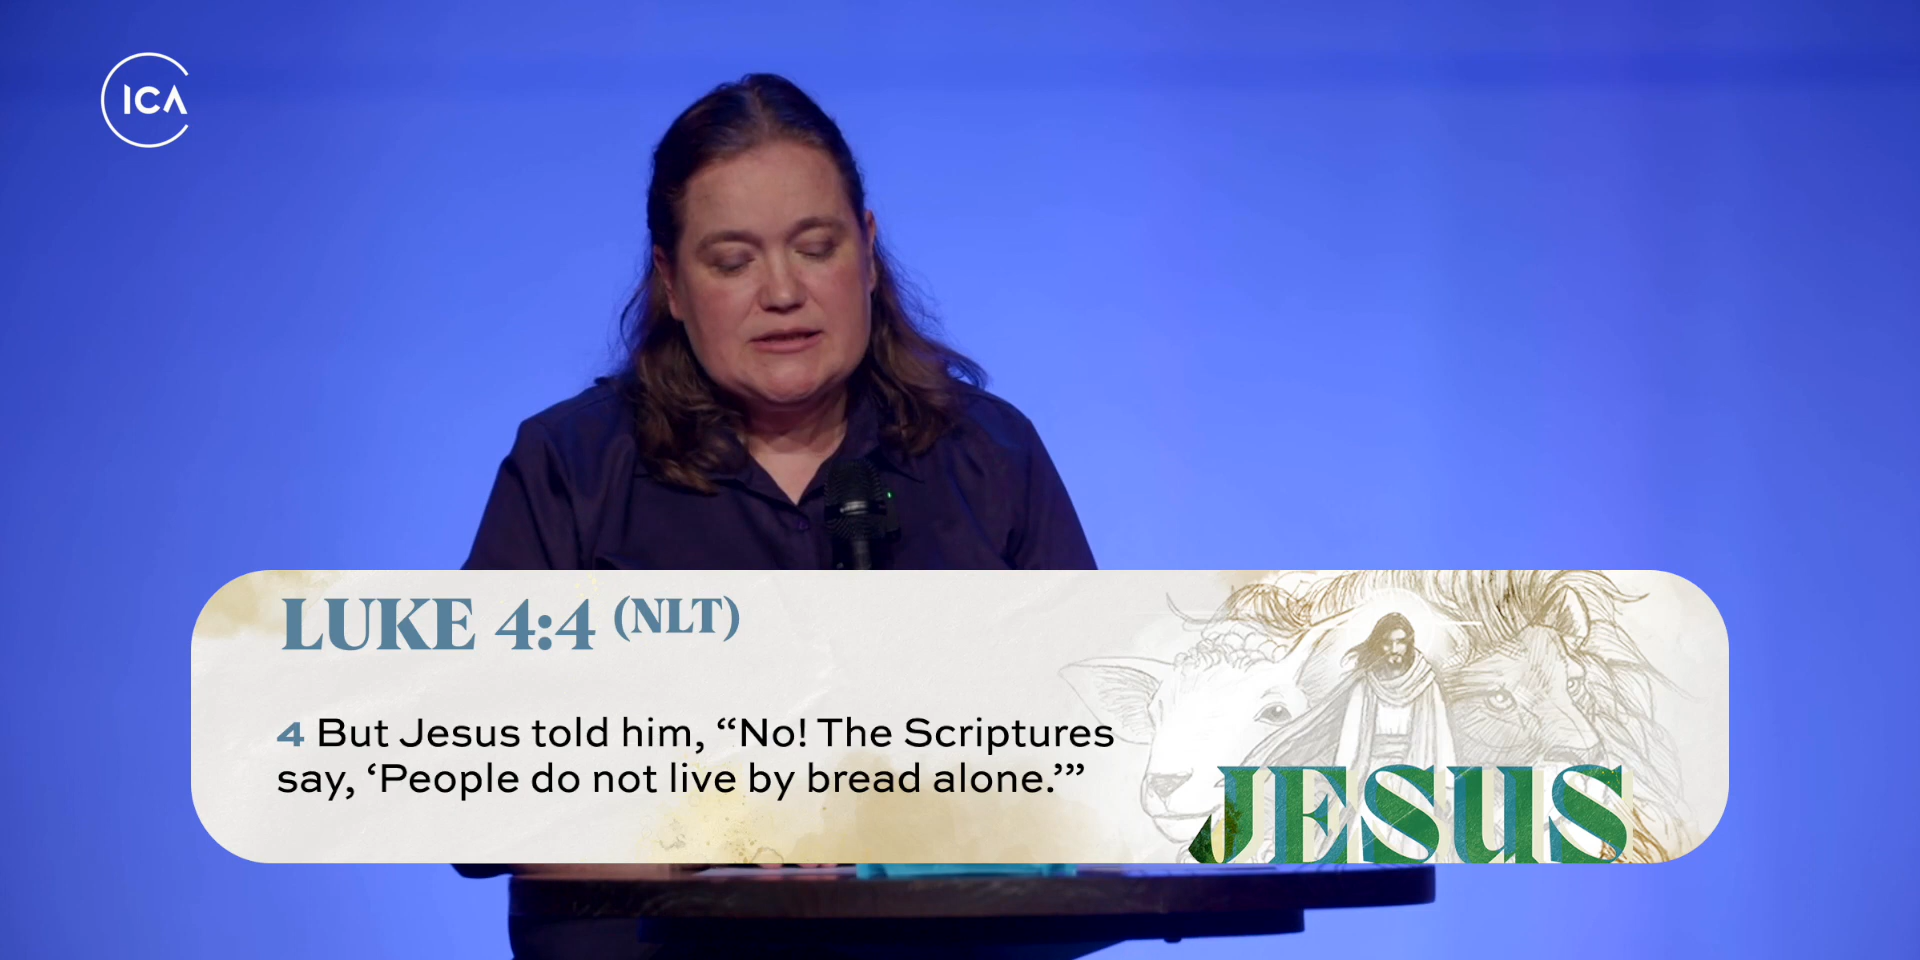 ICA
LUKE 4:4 (NLT)
4 But Jesus told him, “No! The Scriptures
say, ‘People do not live by bread alone.’”
JESUS